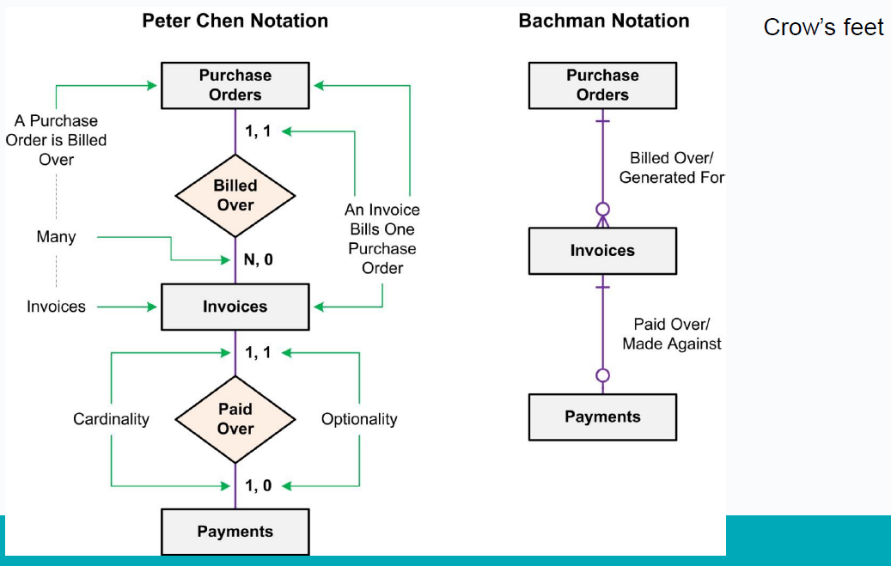 Peter Chen Notation
Purchase
Orders
A Purchase
Order is Billed
Over
1, 1
Billed
Over
An Invoice
Bills One
Purchase
Order
Many
N, 0
Invoices
Invoices
1, 1
Cardinality
Paid
Over
Optionality
1, 0
Payments
Bachman Notation
Purchase
Orders
Billed Over/
Generated For
Invoices
Paid Over/
Made Against
Payments
Crow's feet